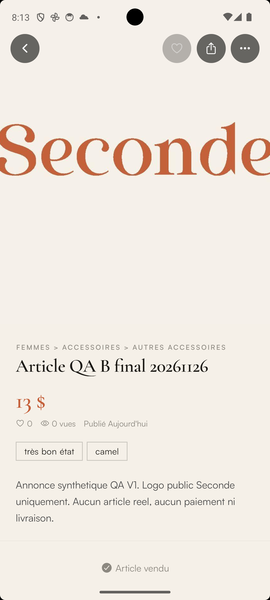 8:13
Seconde
FEMMES > ACCESSOIRES > AUTRES ACCESSOIRES
Article QA B final 20261126
13 $
0 0 vues Publié Aujourd'hui
très bon état camel
Annonce synthetique QA V1. Logo public Seconde
uniquement. Aucun article reel, aucun paiement ni
livraison.
Article vendu